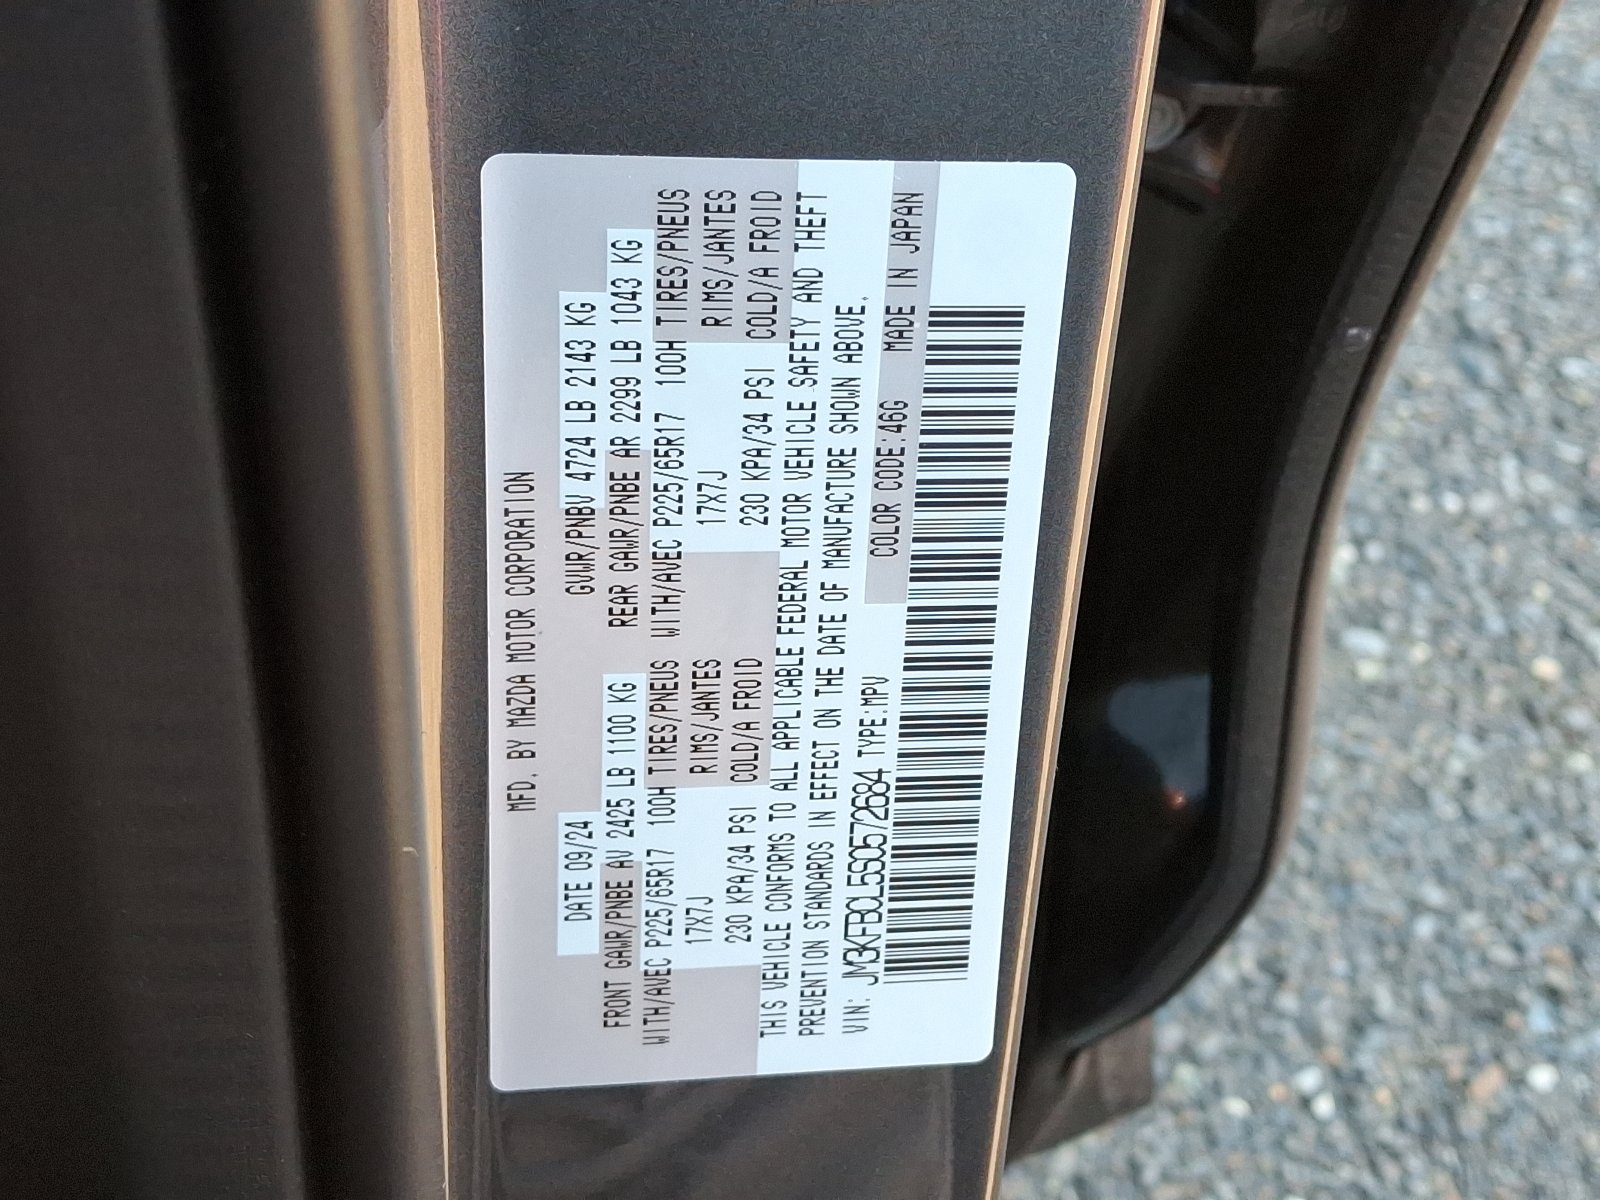 MFD. BY MAZDA MOTOR CORPORATION
DATE 09/24 GVWR/PNBV 4724 LB 2143 KG
FRONT GAWR/PNBE AV 2425 LB 1100 KG REAR GAWR/PNBE AR 2299 LB 1043 KG
WITH/AVEC P225/65R17 100H TIRES/PNEUS WITH/AVEC P225/65R17 100H TIRES/PNEUS
17X7J RIMS/JANTES 17X7J RIMS/JANTES
230 KPA/34 PSI COLD/A FROID 230 KPA/34 PSI COLD/A FROID
THIS VEHICLE CONFORMS TO ALL APPLICABLE FEDERAL MOTOR VEHICLE SAFETY AND THEFT
PREVENTION STANDARDS IN EFFECT ON THE DATE OF MANUFACTURE SHOWN ABOVE.
VIN: JM3KFBCL5S0572684 TYPE:MPV COLOR CODE:46G MADE IN JAPAN